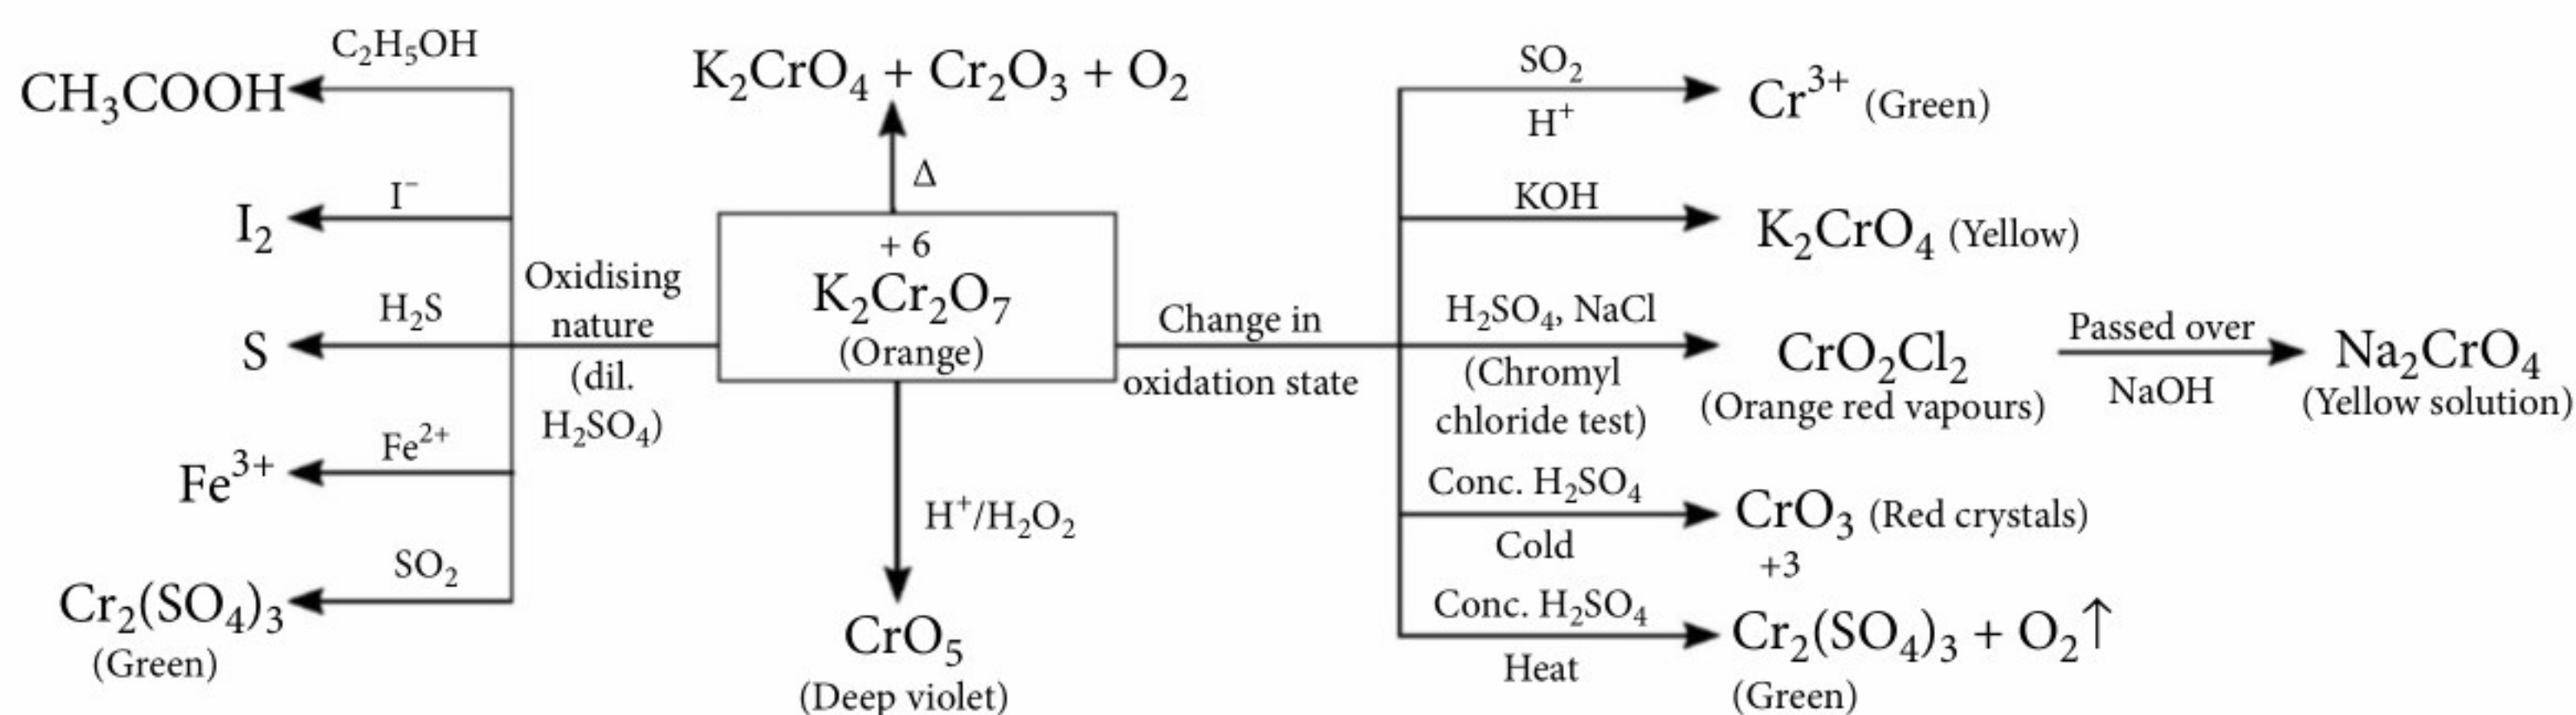 C₂H₅OH
CH₃COOH
I⁻
I₂
H₂S
S
Fe²⁺
Fe³⁺
SO₂
Cr₂(SO₄)₃
(Green)
Oxidising
nature
(dil.
H₂SO₄)
K₂CrO₄ + Cr₂O₃ + O₂
Δ
+ 6
K₂Cr₂O₇
(Orange)
H⁺/H₂O₂
CrO₅
(Deep violet)
Change in
oxidation state
SO₂
H⁺
Cr³⁺ (Green)
KOH
K₂CrO₄ (Yellow)
H₂SO₄, NaCl
(Chromyl
chloride test)
CrO₂Cl₂
(Orange red vapours)
Passed over
NaOH
Na₂CrO₄
(Yellow solution)
Conc. H₂SO₄
Cold
CrO₃ (Red crystals)
+3
Conc. H₂SO₄
Heat
Cr₂(SO₄)₃ + O₂↑
(Green)